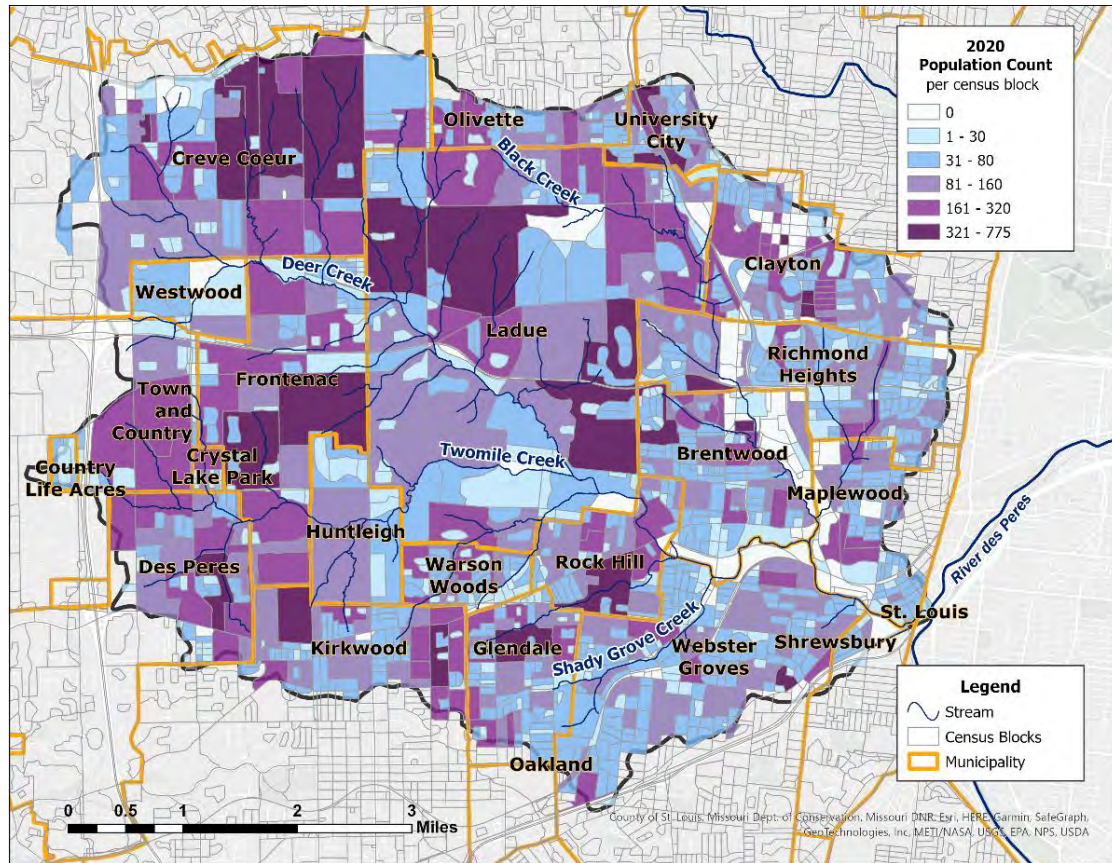 2020
Population Count
per census block
0
1 - 30
31 - 80
81 - 160
161 - 320
321 - 775
Olivette
University
City
Creve Coeur
Black Creek
Clayton
Deer Creek
Westwood
Ladue
Richmond
Heights
Frontenac
Town
and
Country
Crystal
Lake Park
Twomile Creek
Brentwood
Country
Life Acres
Maplewood
Huntleigh
Des Peres
Warson
Woods
Rock Hill
River des Peres
St. Louis
Kirkwood
Glendale
Shady Grove Creek
Webster
Groves
Shrewsbury
Oakland
Legend
Stream
Census Blocks
Municipality
0 0.5 1 2 3
Miles
County of St. Louis, Missouri Dept. of Conservation, Missouri DNR, Esri, HERE, Garmin, SafeGraph,
GeoTechnologies, Inc, METI/NASA, USGS, EPA, NPS, USDA